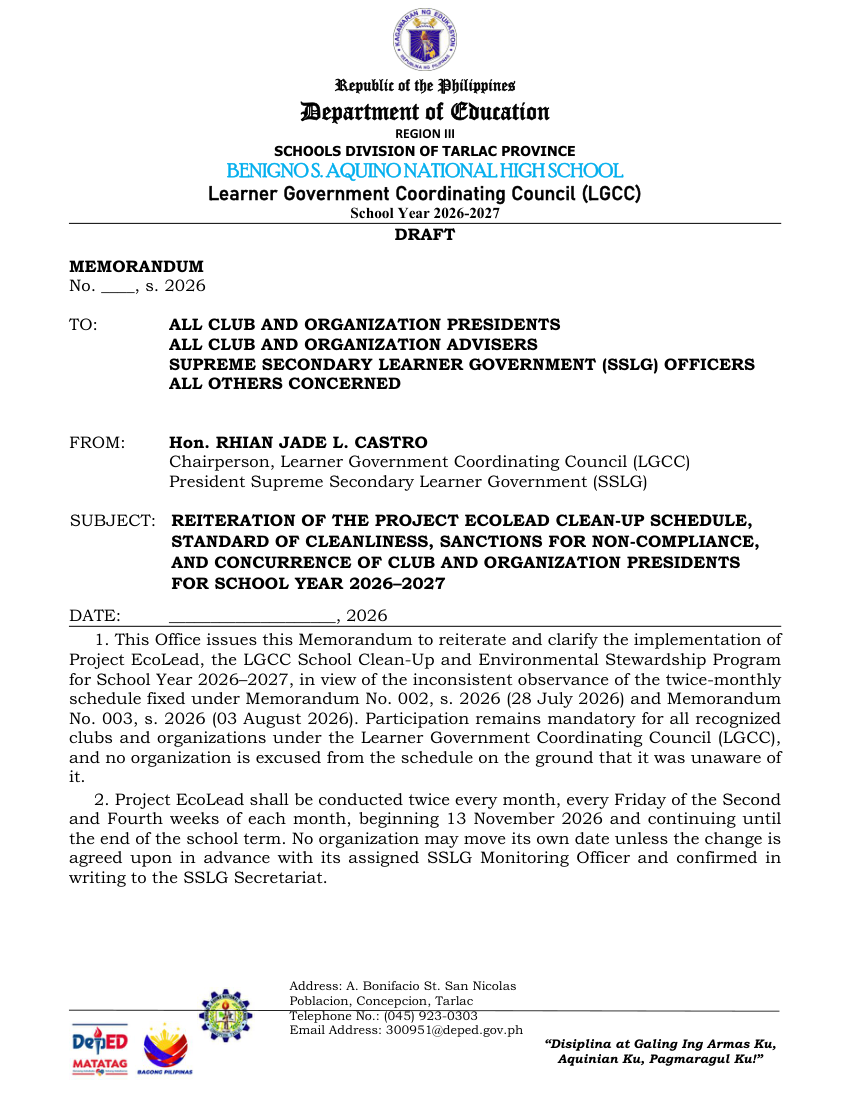 KAGAWARAN NG EDUKASYON
REPUBLIKA NG PILIPINAS
Republic of the Philippines
Department of Education
REGION III
SCHOOLS DIVISION OF TARLAC PROVINCE
BENIGNO S. AQUINO NATIONAL HIGH SCHOOL
Learner Government Coordinating Council (LGCC)
School Year 2026-2027
DRAFT
MEMORANDUM
No. ____, s. 2026
TO: ALL CLUB AND ORGANIZATION PRESIDENTS
ALL CLUB AND ORGANIZATION ADVISERS
SUPREME SECONDARY LEARNER GOVERNMENT (SSLG) OFFICERS
ALL OTHERS CONCERNED
FROM: Hon. RHIAN JADE L. CASTRO
Chairperson, Learner Government Coordinating Council (LGCC)
President Supreme Secondary Learner Government (SSLG)
SUBJECT: REITERATION OF THE PROJECT ECOLEAD CLEAN-UP SCHEDULE,
STANDARD OF CLEANLINESS, SANCTIONS FOR NON-COMPLIANCE,
AND CONCURRENCE OF CLUB AND ORGANIZATION PRESIDENTS
FOR SCHOOL YEAR 2026–2027
DATE: ____________________, 2026
1. This Office issues this Memorandum to reiterate and clarify the implementation of
Project EcoLead, the LGCC School Clean-Up and Environmental Stewardship Program
for School Year 2026–2027, in view of the inconsistent observance of the twice-monthly
schedule fixed under Memorandum No. 002, s. 2026 (28 July 2026) and Memorandum
No. 003, s. 2026 (03 August 2026). Participation remains mandatory for all recognized
clubs and organizations under the Learner Government Coordinating Council (LGCC),
and no organization is excused from the schedule on the ground that it was unaware of
it.
2. Project EcoLead shall be conducted twice every month, every Friday of the Second
and Fourth weeks of each month, beginning 13 November 2026 and continuing until
the end of the school term. No organization may move its own date unless the change is
agreed upon in advance with its assigned SSLG Monitoring Officer and confirmed in
writing to the SSLG Secretariat.
Address: A. Bonifacio St. San Nicolas
Poblacion, Concepcion, Tarlac
Telephone No.: (045) 923-0303
Email Address: 300951@deped.gov.ph
DepED
MATATAG
BAGONG PILIPINAS
“Disiplina at Galing Ing Armas Ku,
Aquinian Ku, Pagmaragul Ku!”